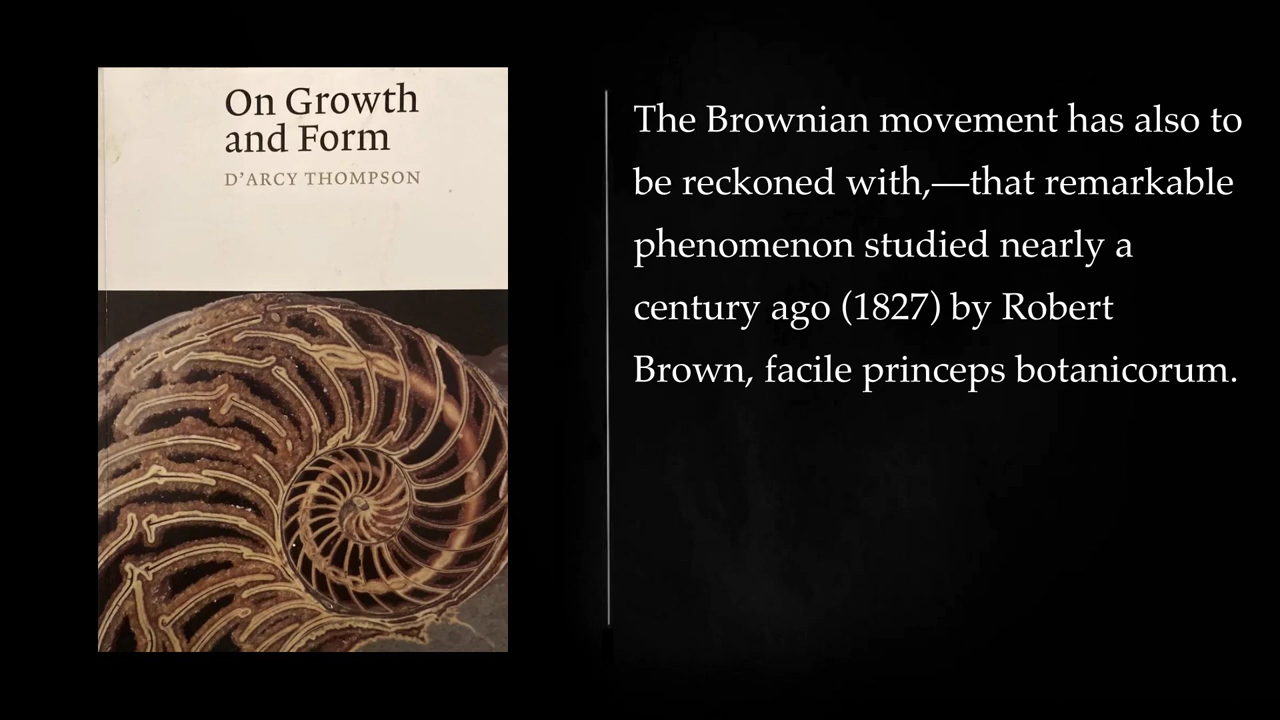 On Growth
and Form
D'ARCY THOMPSON
The Brownian movement has also to
be reckoned with,—that remarkable
phenomenon studied nearly a
century ago (1827) by Robert
Brown, facile princeps botanicorum.